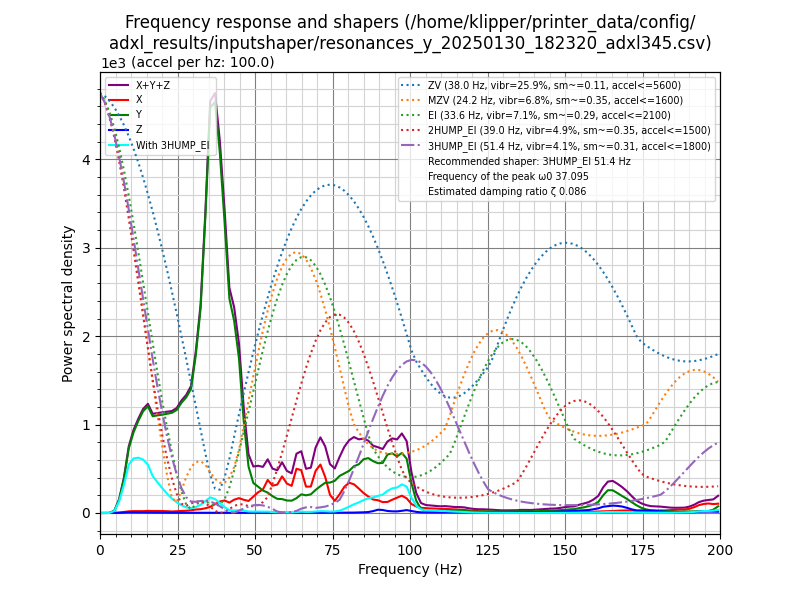 Frequency response and shapers (/home/klipper/printer_data/config/
adxl_results/inputshaper/resonances_y_20250130_182320_adxl345.csv)
1e3 (accel per hz: 100.0)
X+Y+Z
X
Y
Z
With 3HUMP_EI
ZV (38.0 Hz, vibr=25.9%, sm~=0.11, accel<=5600)
MZV (24.2 Hz, vibr=6.8%, sm~=0.35, accel<=1600)
EI (33.6 Hz, vibr=7.1%, sm~=0.29, accel<=2100)
2HUMP_EI (39.0 Hz, vibr=4.9%, sm~=0.35, accel<=1500)
3HUMP_EI (51.4 Hz, vibr=4.1%, sm~=0.31, accel<=1800)
Recommended shaper: 3HUMP_EI 51.4 Hz
Frequency of the peak ω0 37.095
Estimated damping ratio ζ 0.086
Power spectral density
4
3
2
1
0
0 25 50 75 100 125 150 175 200
Frequency (Hz)